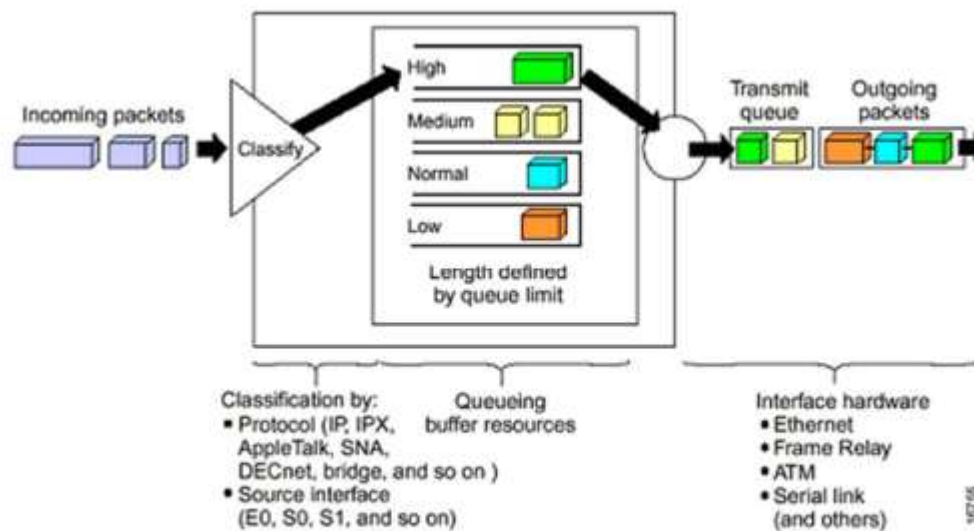 Incoming packets
Classify
High
Medium
Normal
Low
Length defined
by queue limit
Transmit
queue
Outgoing
packets
Classification by:
▪ Protocol (IP, IPX,
AppleTalk, SNA,
DECnet, bridge, and so on )
▪ Source interface
(E0, S0, S1, and so on)
Queueing
buffer resources
Interface hardware
• Ethernet
• Frame Relay
• ATM
• Serial link
(and others)